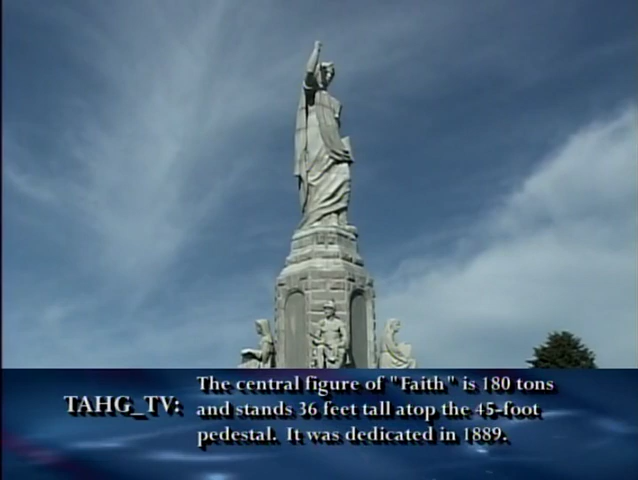 TAHG_TV:
The central figure of "Faith" is 180 tons
and stands 36 feet tall atop the 45-foot
pedestal. It was dedicated in 1889.